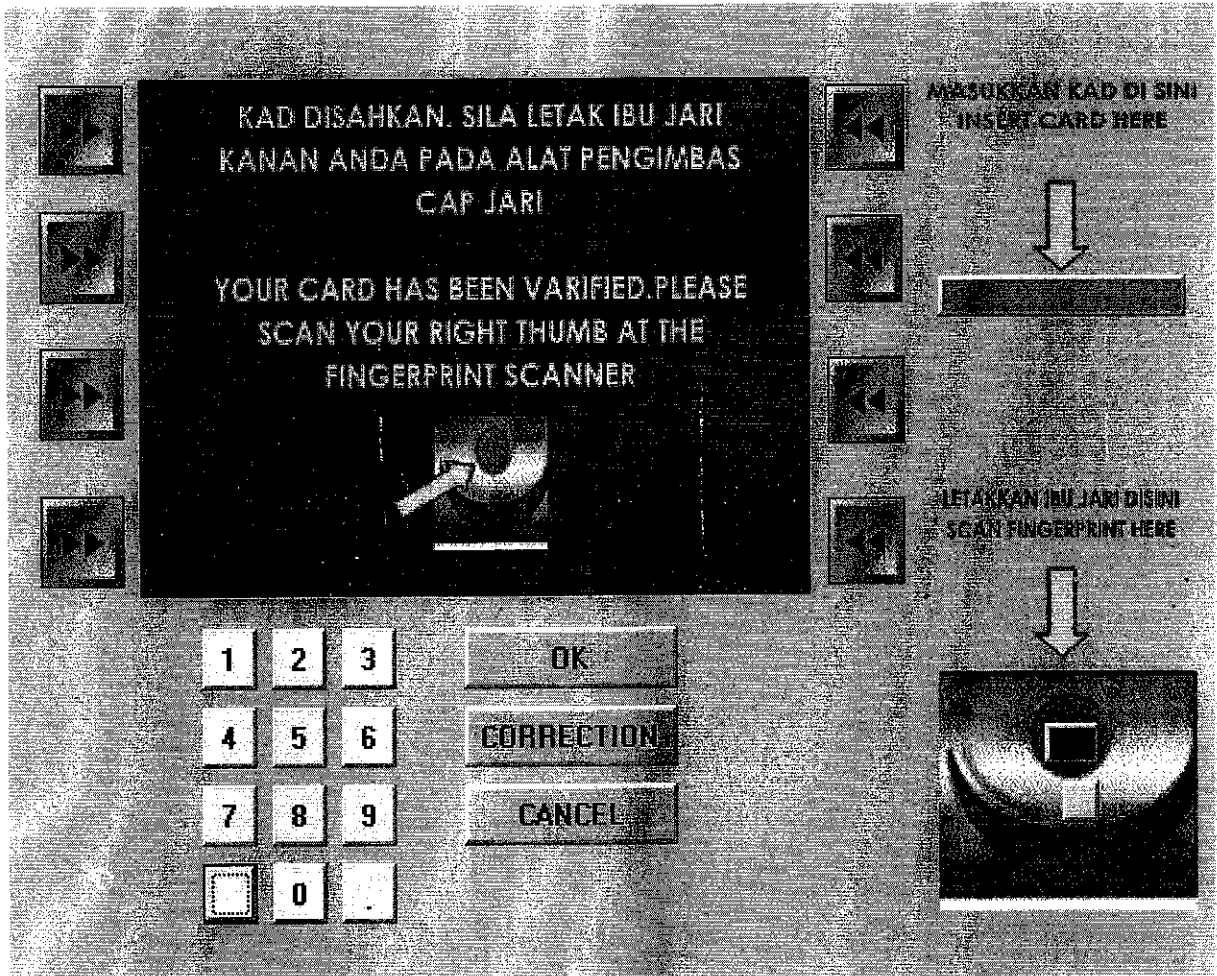 KAD DISAHKAN. SILA LETAK IBU JARI
KANAN ANDA PADA ALAT PENGIMBAS
CAP JARI
YOUR CARD HAS BEEN VARIFIED.PLEASE
SCAN YOUR RIGHT THUMB AT THE
FINGERPRINT SCANNER
MASUKKAN KAD DI SINI
INSERT CARD HERE
LETAKKAN IBU JARI DISINI
SCAN FINGERPRINT HERE
1 2 3 OK
4 5 6 CORRECTION
7 8 9 CANCEL
0 .